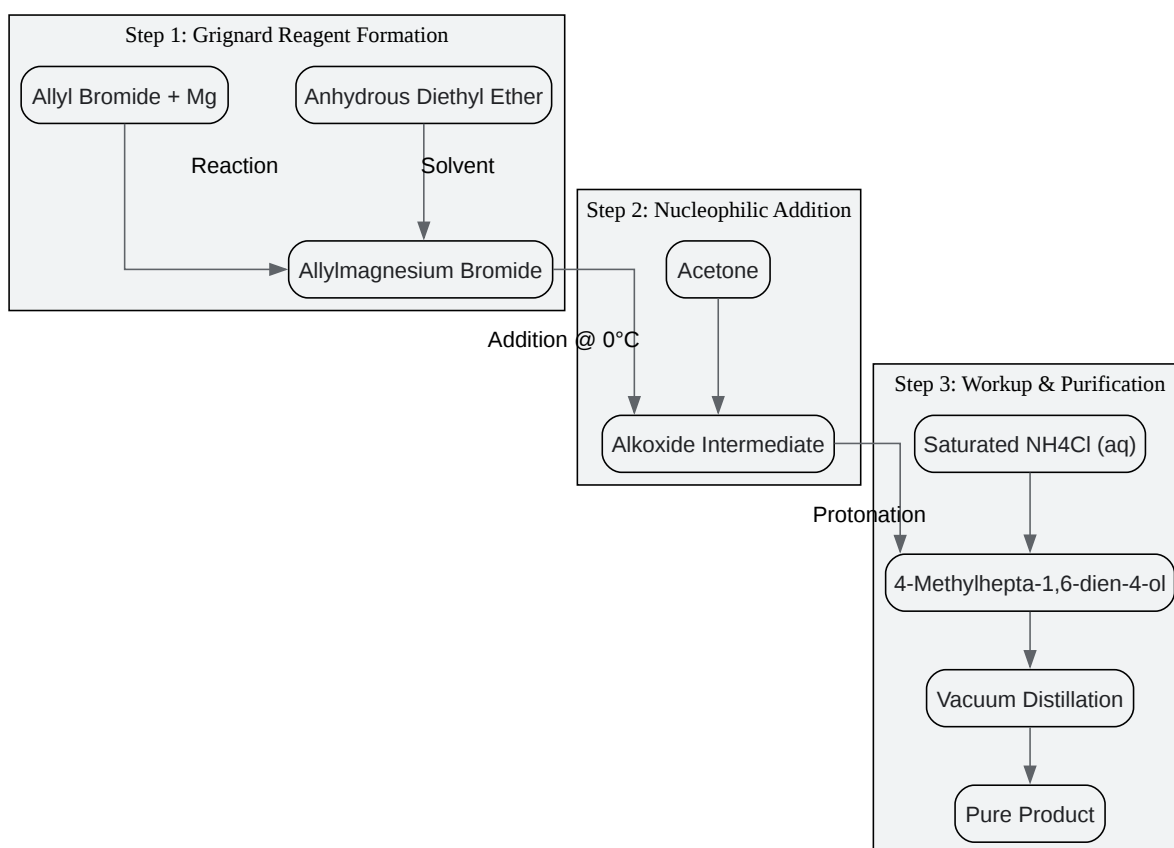 Step 1: Grignard Reagent Formation
Allyl Bromide + Mg
Anhydrous Diethyl Ether
Reaction
Solvent
Allylmagnesium Bromide
Step 2: Nucleophilic Addition
Acetone
Addition @ 0°C
Alkoxide Intermediate
Step 3: Workup & Purification
Saturated NH4Cl (aq)
Protonation
4-Methylhepta-1,6-dien-4-ol
Vacuum Distillation
Pure Product